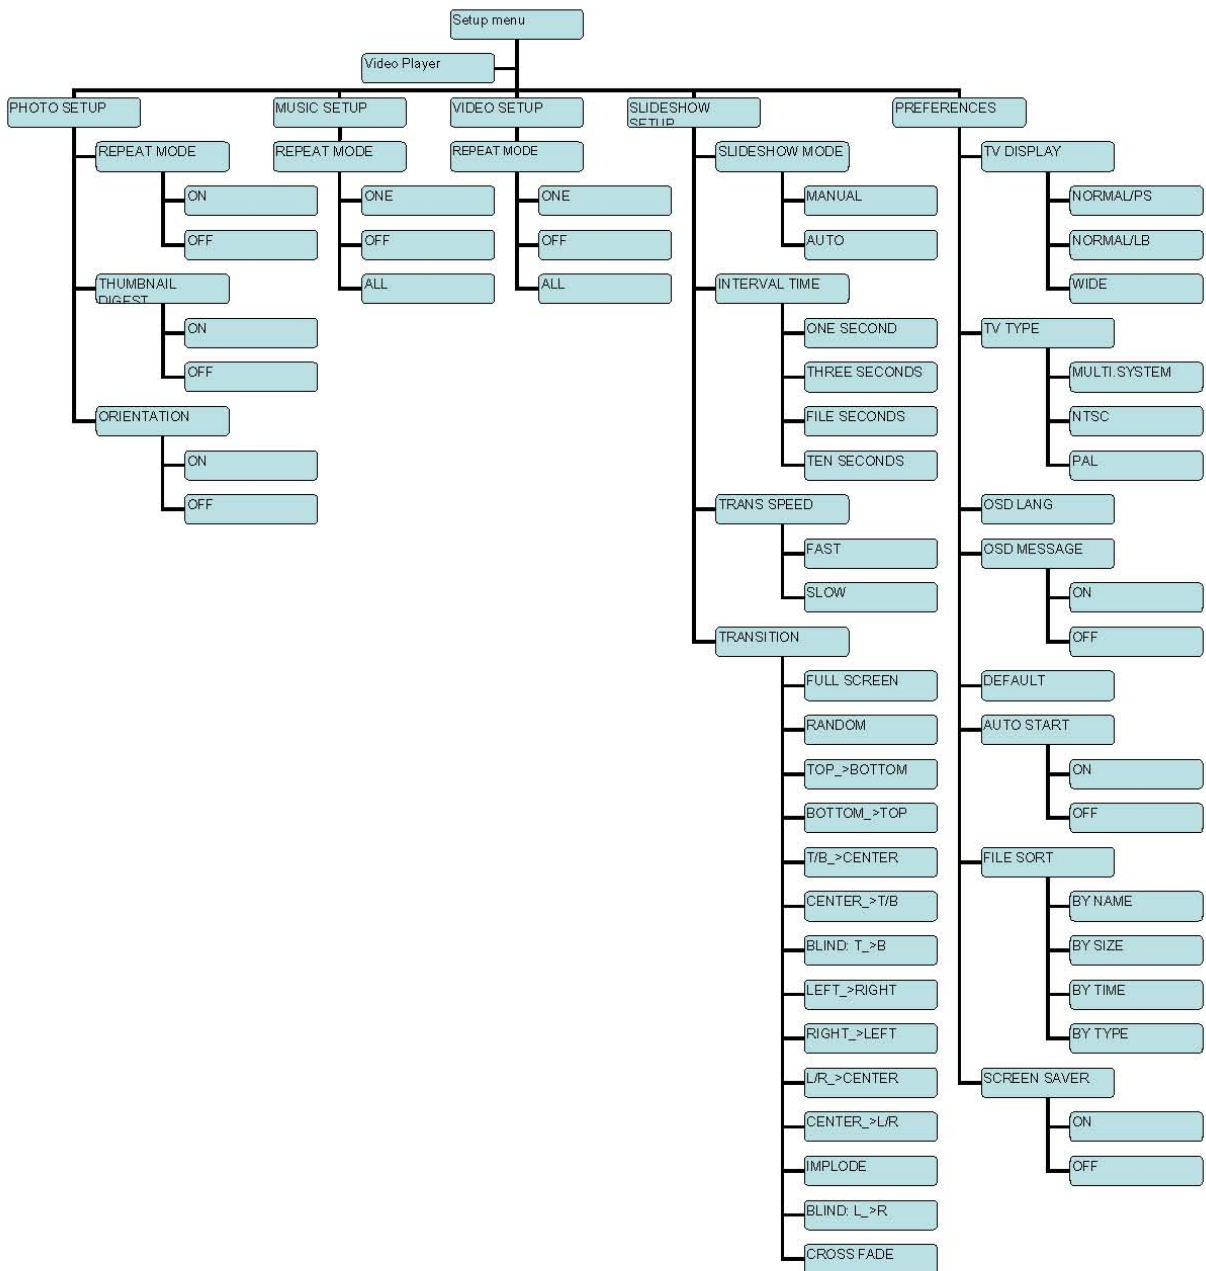 Setup menu
Video Player
PHOTO SETUP
REPEAT MODE
ON
OFF
THUMBNAIL
DIGEST
ON
OFF
ORIENTATION
ON
OFF
MUSIC SETUP
REPEAT MODE
ONE
OFF
ALL
VIDEO SETUP
REPEAT MODE
ONE
OFF
ALL
SLIDESHOW
SETUP
SLIDESHOW MODE
MANUAL
AUTO
INTERVAL TIME
ONE SECOND
THREE SECONDS
FILE SECONDS
TEN SECONDS
TRANS SPEED
FAST
SLOW
TRANSITION
FULL SCREEN
RANDOM
TOP_>BOTTOM
BOTTOM_>TOP
T/B_>CENTER
CENTER_>T/B
BLIND: T_>B
LEFT_>RIGHT
RIGHT_>LEFT
L/R_>CENTER
CENTER_>L/R
IMPLODE
BLIND: L_>R
CROSS FADE
PREFERENCES
TV DISPLAY
NORMAL/PS
NORMAL/LB
WIDE
TV TYPE
MULTI.SYSTEM
NTSC
PAL
OSD LANG
OSD MESSAGE
ON
OFF
DEFAULT
AUTO START
ON
OFF
FILE SORT
BY NAME
BY SIZE
BY TIME
BY TYPE
SCREEN SAVER
ON
OFF